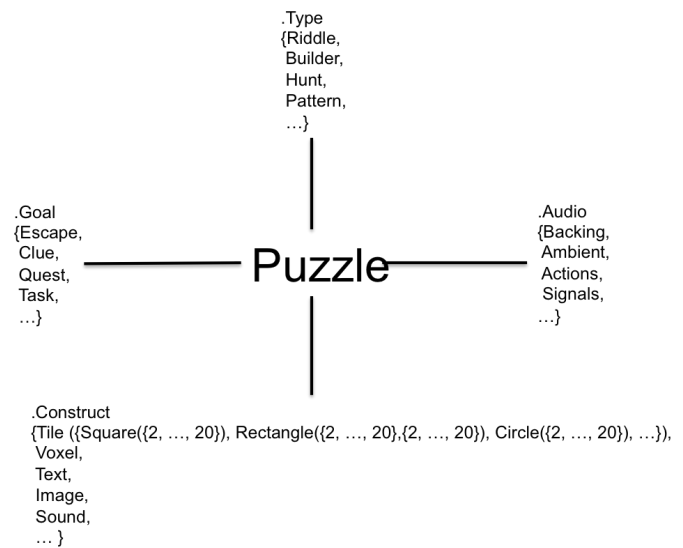 .Type
{Riddle,
Builder,
Hunt,
Pattern,
…}
.Goal
{Escape,
Clue,
Quest,
Task,
…}
Puzzle
.Audio
{Backing,
Ambient,
Actions,
Signals,
…}
.Construct
{Tile ({Square({2, …, 20}), Rectangle({2, …, 20},{2, …, 20}), Circle({2, …, 20}), …}),
Voxel,
Text,
Image,
Sound,
… }